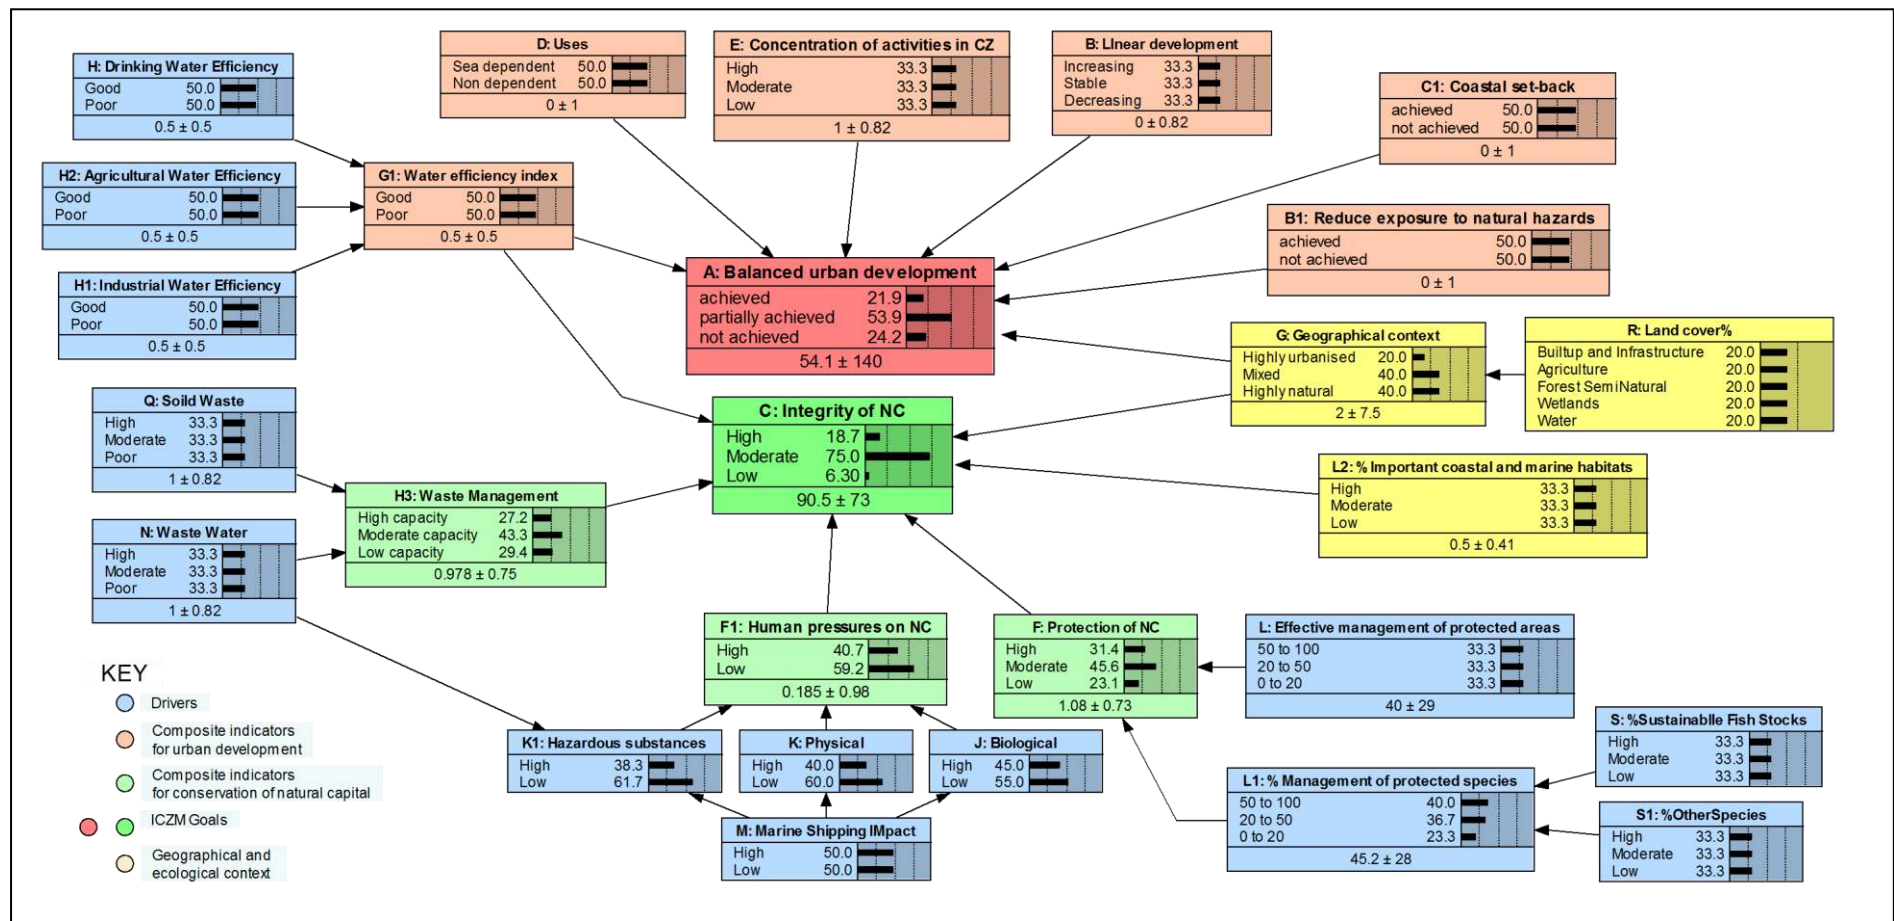 H: Drinking Water Efficiency
Good 50.0
Poor 50.0
0.5 ± 0.5
D: Uses
Sea dependent 50.0
Non dependent 50.0
0 ± 1
E: Concentration of activities in CZ
High 33.3
Moderate 33.3
Low 33.3
1 ± 0.82
B: LInear development
Increasing 33.3
Stable 33.3
Decreasing 33.3
0 ± 0.82
C1: Coastal set-back
achieved 50.0
not achieved 50.0
0 ± 1
H2: Agricultural Water Efficiency
Good 50.0
Poor 50.0
0.5 ± 0.5
G1: Water efficiency index
Good 50.0
Poor 50.0
0.5 ± 0.5
B1: Reduce exposure to natural hazards
achieved 50.0
not achieved 50.0
0 ± 1
H1: Industrial Water Efficiency
Good 50.0
Poor 50.0
0.5 ± 0.5
A: Balanced urban development
achieved 21.9
partially achieved 53.9
not achieved 24.2
54.1 ± 140
G: Geographical context
Highly urbanised 20.0
Mixed 40.0
Highly natural 40.0
2 ± 7.5
R: Land cover%
Builtup and Infrastructure 20.0
Agriculture 20.0
Forest SemiNatural 20.0
Wetlands 20.0
Water 20.0
Q: Soild Waste
High 33.3
Moderate 33.3
Poor 33.3
1 ± 0.82
C: Integrity of NC
High 18.7
Moderate 75.0
Low 6.30
90.5 ± 73
L2: % Important coastal and marine habitats
High 33.3
Moderate 33.3
Low 33.3
0.5 ± 0.41
H3: Waste Management
High capacity 27.2
Moderate capacity 43.3
Low capacity 29.4
0.978 ± 0.75
N: Waste Water
High 33.3
Moderate 33.3
Poor 33.3
1 ± 0.82
F1: Human pressures on NC
High 40.7
Low 59.2
0.185 ± 0.98
F: Protection of NC
High 31.4
Moderate 45.6
Low 23.1
1.08 ± 0.73
L: Effective management of protected areas
50 to 100 33.3
20 to 50 33.3
0 to 20 33.3
40 ± 29
KEY
Drivers
Composite indicators
for urban development
Composite indicators
for conservation of natural capital
ICZM Goals
Geographical and
ecological context
K1: Hazardous substances
High 38.3
Low 61.7
K: Physical
High 40.0
Low 60.0
J: Biological
High 45.0
Low 55.0
M: Marine Shipping IMpact
High 50.0
Low 50.0
L1: % Management of protected species
50 to 100 40.0
20 to 50 36.7
0 to 20 23.3
45.2 ± 28
S: %Sustainablle Fish Stocks
High 33.3
Moderate 33.3
Low 33.3
S1: %OtherSpecies
High 33.3
Moderate 33.3
Low 33.3